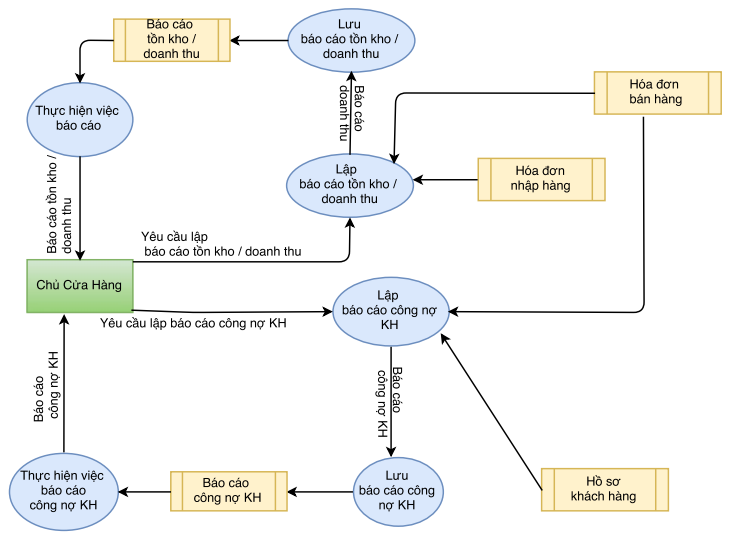 Báo cáo
tồn kho /
doanh thu
Lưu
báo cáo tồn kho /
doanh thu
Hóa đơn
bán hàng
Thực hiện việc
báo cáo
Báo cáo
doanh thu
Lập
báo cáo tồn kho /
doanh thu
Hóa đơn
nhập hàng
Báo cáo tồn kho /
doanh thu
Yêu cầu lập
báo cáo tồn kho / doanh thu
Chủ Cửa Hàng
Lập
báo cáo công nợ
KH
Yêu cầu lập báo cáo công nợ KH
Báo cáo
công nợ KH
Báo cáo
công nợ KH
Thực hiện việc
báo cáo
công nợ KH
Báo cáo
công nợ KH
Lưu
báo cáo công
nợ KH
Hồ sơ
khách hàng